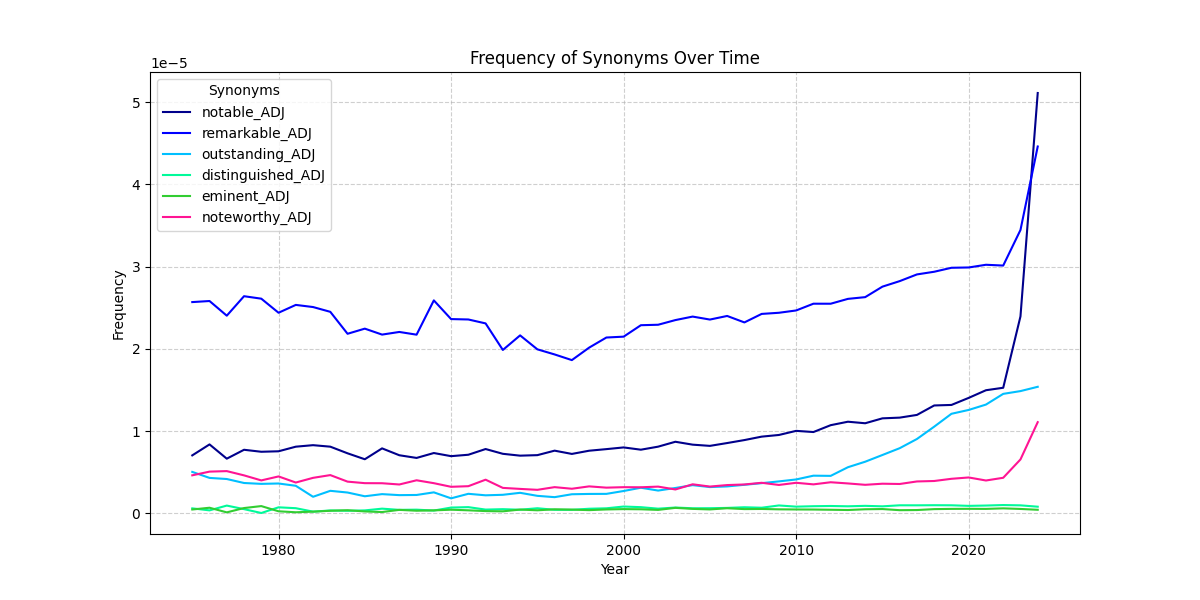 Frequency of Synonyms Over Time
1e−5
Synonyms
notable_ADJ
remarkable_ADJ
outstanding_ADJ
distinguished_ADJ
eminent_ADJ
noteworthy_ADJ
5
4
3
2
1
0
Frequency
1980
1990
2000
2010
2020
Year